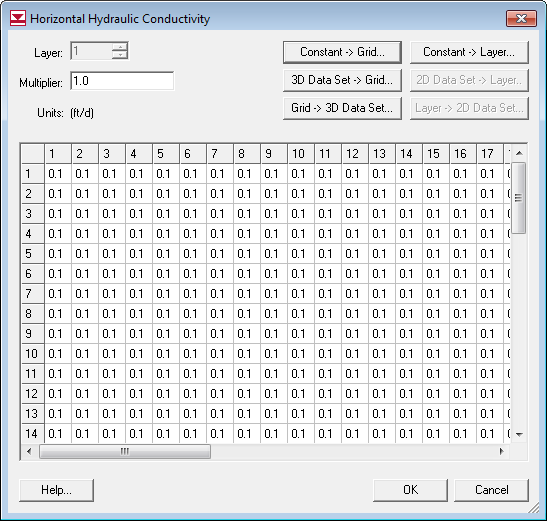 Horizontal Hydraulic Conductivity
Layer: 1
Constant -> Grid... Constant -> Layer...
Multiplier: 1.0
3D Data Set -> Grid... 2D Data Set -> Layer..
Units: (ft/d)
Grid -> 3D Data Set... Layer -> 2D Data Set...
1 2 3 4 5 6 7 8 9 10 11 12 13 14 15 16 17
1 0.1 0.1 0.1 0.1 0.1 0.1 0.1 0.1 0.1 0.1 0.1 0.1 0.1 0.1 0.1 0.1 0.1
2 0.1 0.1 0.1 0.1 0.1 0.1 0.1 0.1 0.1 0.1 0.1 0.1 0.1 0.1 0.1 0.1 0.1
3 0.1 0.1 0.1 0.1 0.1 0.1 0.1 0.1 0.1 0.1 0.1 0.1 0.1 0.1 0.1 0.1 0.1
4 0.1 0.1 0.1 0.1 0.1 0.1 0.1 0.1 0.1 0.1 0.1 0.1 0.1 0.1 0.1 0.1 0.1
5 0.1 0.1 0.1 0.1 0.1 0.1 0.1 0.1 0.1 0.1 0.1 0.1 0.1 0.1 0.1 0.1 0.1
6 0.1 0.1 0.1 0.1 0.1 0.1 0.1 0.1 0.1 0.1 0.1 0.1 0.1 0.1 0.1 0.1 0.1
7 0.1 0.1 0.1 0.1 0.1 0.1 0.1 0.1 0.1 0.1 0.1 0.1 0.1 0.1 0.1 0.1 0.1
8 0.1 0.1 0.1 0.1 0.1 0.1 0.1 0.1 0.1 0.1 0.1 0.1 0.1 0.1 0.1 0.1 0.1
9 0.1 0.1 0.1 0.1 0.1 0.1 0.1 0.1 0.1 0.1 0.1 0.1 0.1 0.1 0.1 0.1 0.1
10 0.1 0.1 0.1 0.1 0.1 0.1 0.1 0.1 0.1 0.1 0.1 0.1 0.1 0.1 0.1 0.1 0.1
11 0.1 0.1 0.1 0.1 0.1 0.1 0.1 0.1 0.1 0.1 0.1 0.1 0.1 0.1 0.1 0.1 0.1
12 0.1 0.1 0.1 0.1 0.1 0.1 0.1 0.1 0.1 0.1 0.1 0.1 0.1 0.1 0.1 0.1 0.1
13 0.1 0.1 0.1 0.1 0.1 0.1 0.1 0.1 0.1 0.1 0.1 0.1 0.1 0.1 0.1 0.1 0.1
14 0.1 0.1 0.1 0.1 0.1 0.1 0.1 0.1 0.1 0.1 0.1 0.1 0.1 0.1 0.1 0.1 0.1
Help... OK Cancel